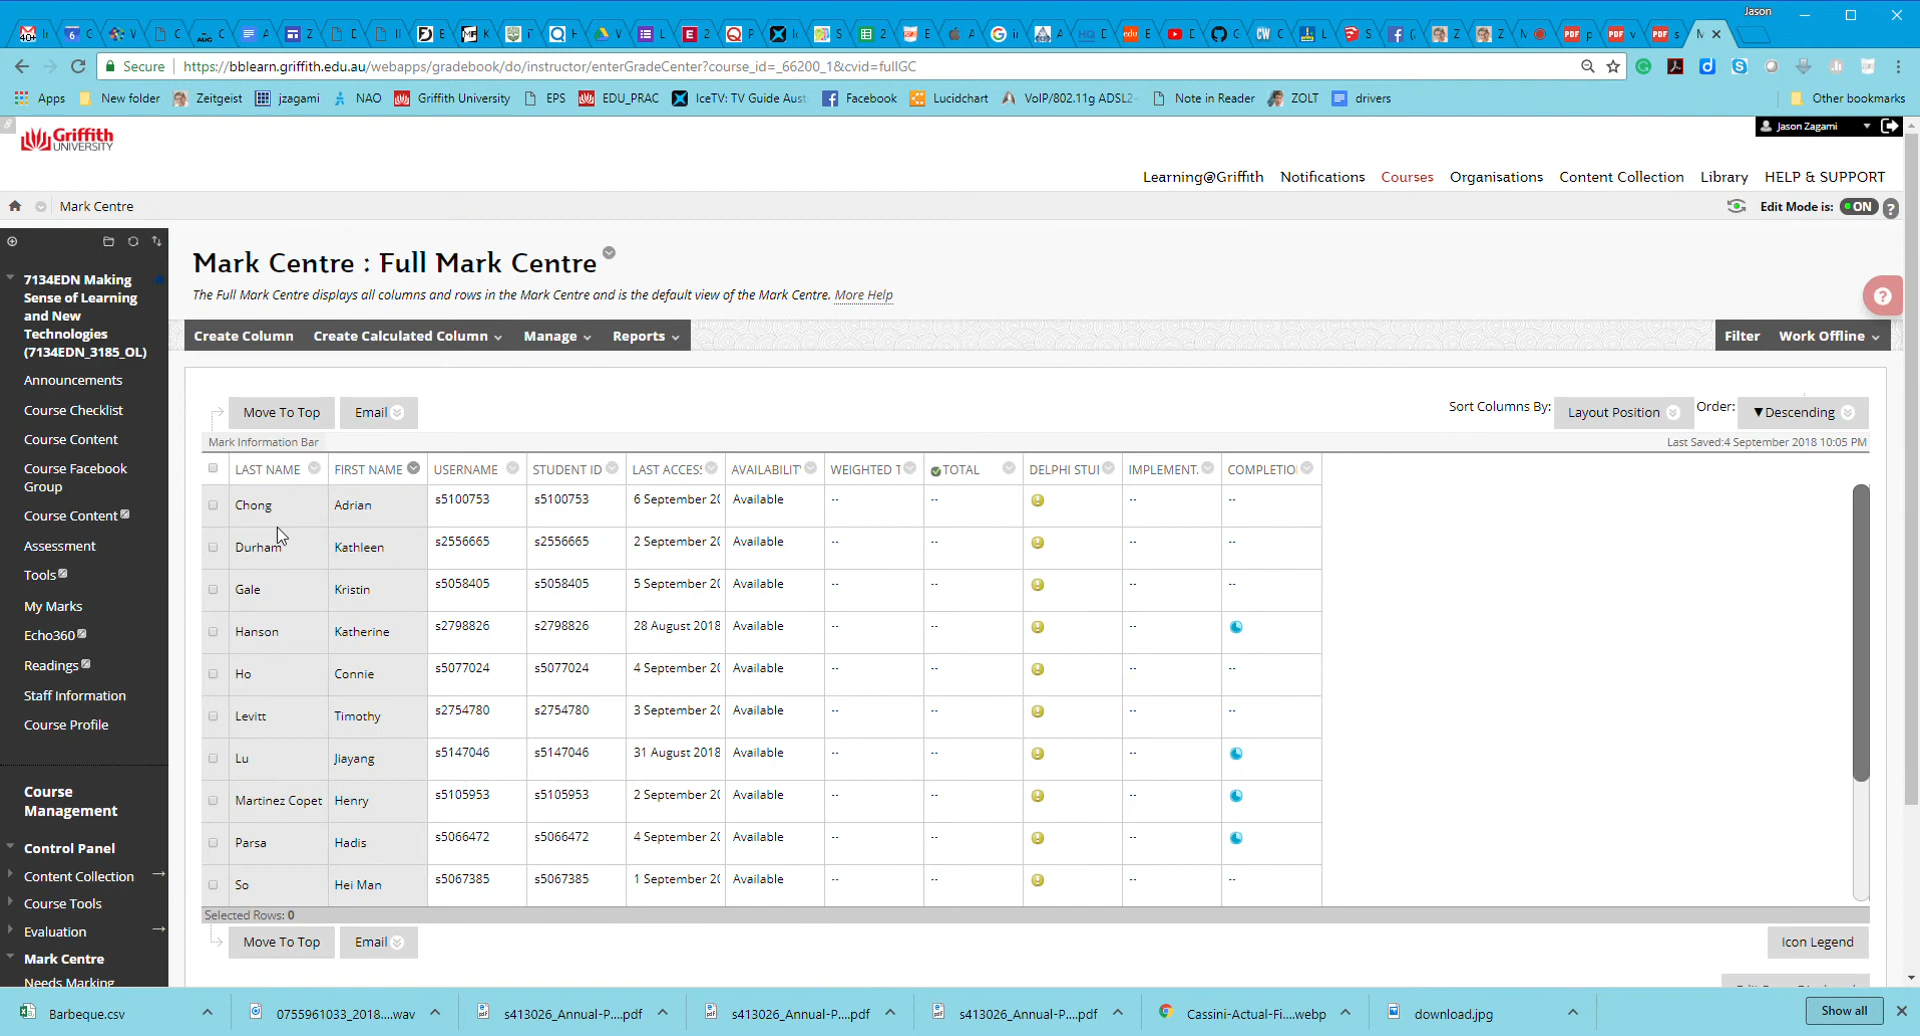 Jason
Secure
https://bblearn.griffith.edu.au/webapps/gradebook/do/instructor/enterGradeCenter?course_id=_66200_1&cvid=fullGC
Apps New folder Zeitgeist jzagami NAO Griffith University EPS EDU_PRAC IceTV: TV Guide Aust Facebook Lucidchart VoIP/802.11g ADSL2- Note in Reader ZOLT drivers Other bookmarks
Griffith
UNIVERSITY
Jason Zagami
Learning@Griffith Notifications Courses Organisations Content Collection Library HELP & SUPPORT
Mark Centre
Edit Mode is: ON ?
7134EDN Making
Sense of Learning
and New
Technologies
(7134EDN_3185_OL)
Announcements
Course Checklist
Course Content
Course Facebook
Group
Course Content
Assessment
Tools
My Marks
Echo360
Readings
Staff Information
Course Profile
Course
Management
Control Panel
Content Collection
Course Tools
Evaluation
Mark Centre
Needs Marking
Mark Centre : Full Mark Centre
The Full Mark Centre displays all columns and rows in the Mark Centre and is the default view of the Mark Centre. More Help
Create Column Create Calculated Column Manage Reports Filter Work Offline
Move To Top Email Sort Columns By: Layout Position Order: ▼Descending
Mark Information Bar Last Saved:4 September 2018 10:05 PM
LAST NAME FIRST NAME USERNAME STUDENT ID LAST ACCESS AVAILABILIT WEIGHTED T TOTAL DELPHI STUI IMPLEMENT. COMPLETIO
Chong Adrian s5100753 s5100753 6 September 20 Available -- -- -- --
Durham Kathleen s2556665 s2556665 2 September 20 Available -- -- -- --
Gale Kristin s5058405 s5058405 5 September 20 Available -- -- -- --
Hanson Katherine s2798826 s2798826 28 August 2018 Available -- -- --
Ho Connie s5077024 s5077024 4 September 20 Available -- -- -- --
Levitt Timothy s2754780 s2754780 3 September 20 Available -- -- -- --
Lu Jiayang s5147046 s5147046 31 August 2018 Available -- -- --
Martinez Copet Henry s5105953 s5105953 2 September 20 Available -- -- --
Parsa Hadis s5066472 s5066472 4 September 20 Available -- -- --
So Hei Man s5067385 s5067385 1 September 20 Available -- -- -- --
Selected Rows: 0
Move To Top Email Icon Legend
Barbeque.csv 0755961033_2018....wav s413026_Annual-P....pdf s413026_Annual-P....pdf s413026_Annual-P....pdf Cassini-Actual-Fi....webp download.jpg Show all